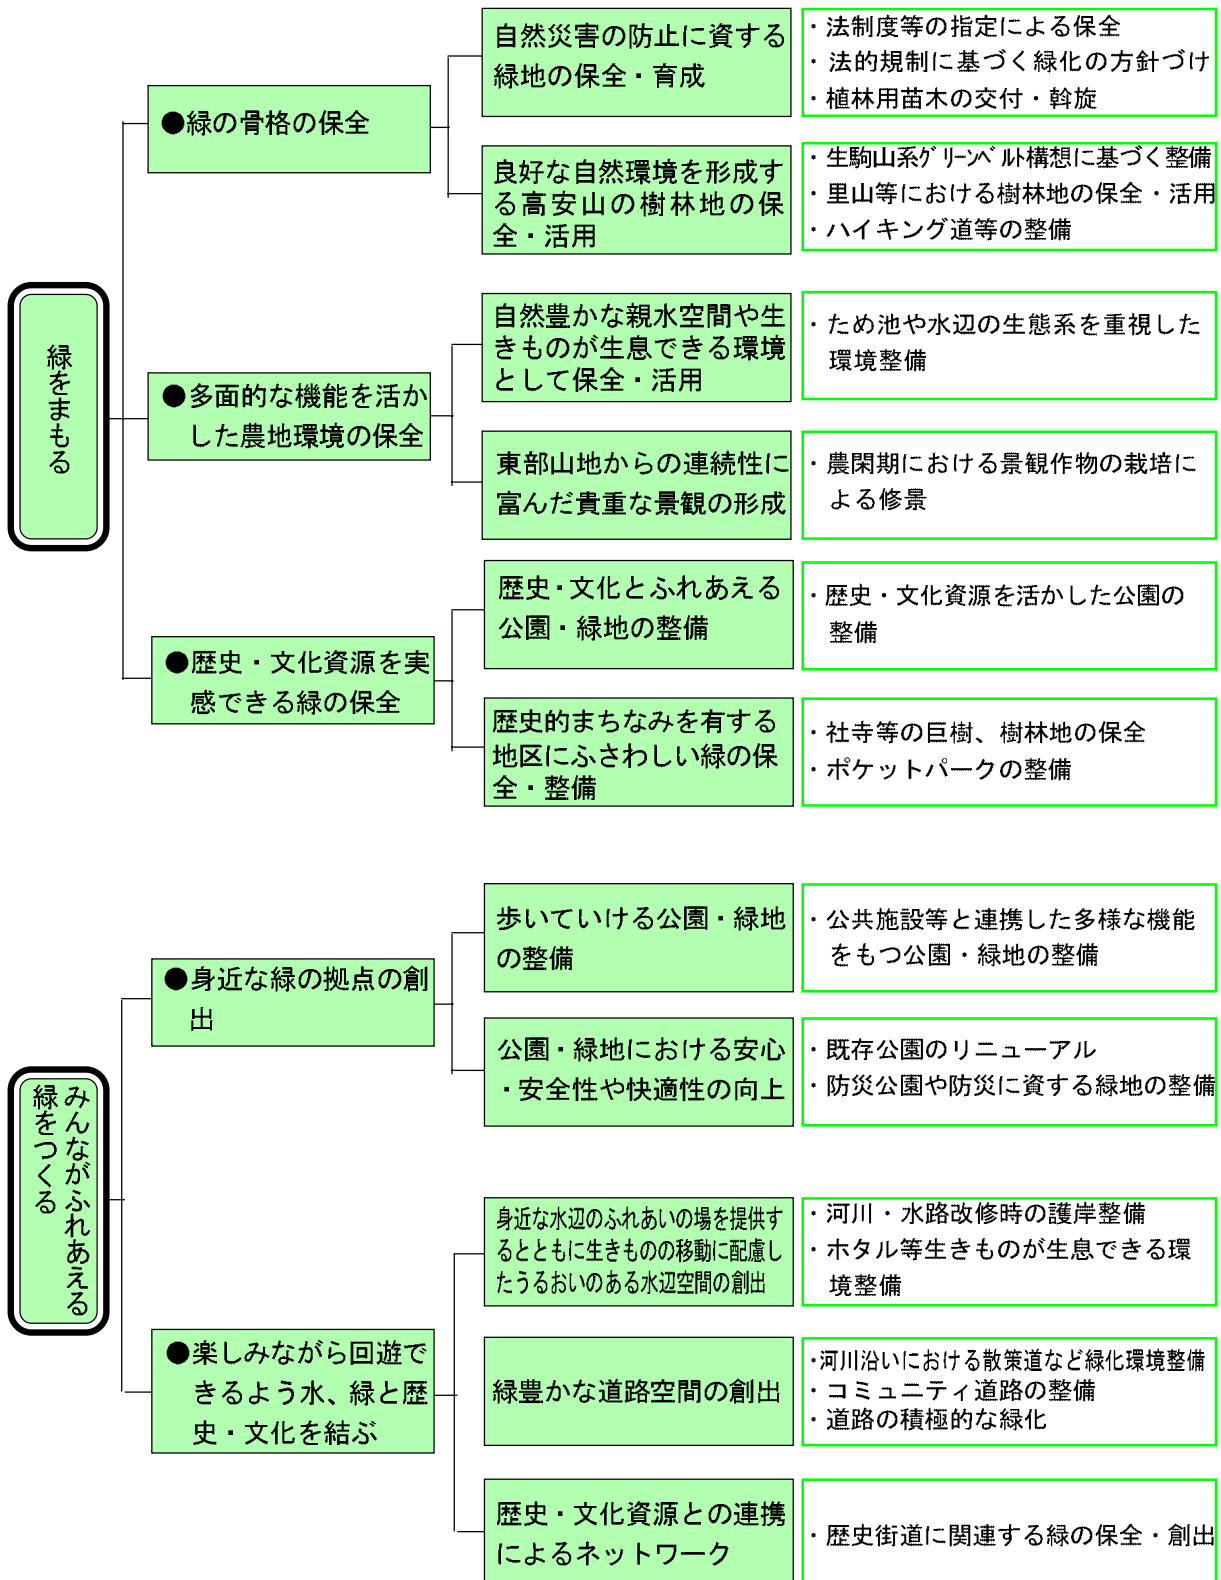 緑をまもる
●緑の骨格の保全
自然災害の防止に資する
緑地の保全・育成
・法制度等の指定による保全
・法的規制に基づく緑化の方針づけ
・植林用苗木の交付・斡旋
良好な自然環境を形成す
る高安山の樹林地の保
全・活用
・生駒山系ｸﾞﾘｰﾝﾍﾞﾙﾄ構想に基づく整備
・里山等における樹林地の保全・活用
・ハイキング道等の整備
●多面的な機能を活か
した農地環境の保全
自然豊かな親水空間や生
きものが生息できる環境
として保全・活用
・ため池や水辺の生態系を重視した
環境整備
東部山地からの連続性に
富んだ貴重な景観の形成
・農閑期における景観作物の栽培に
よる修景
●歴史・文化資源を実
感できる緑の保全
歴史・文化とふれあえる
公園・緑地の整備
・歴史・文化資源を活かした公園の
整備
歴史的まちなみを有する
地区にふさわしい緑の保
全・整備
・社寺等の巨樹、樹林地の保全
・ポケットパークの整備
みんながふれあえる
緑をつくる
●身近な緑の拠点の創
出
歩いていける公園・緑地
の整備
・公共施設等と連携した多様な機能
をもつ公園・緑地の整備
公園・緑地における安心
・安全性や快適性の向上
・既存公園のリニューアル
・防災公園や防災に資する緑地の整備
●楽しみながら回遊で
きるよう水、緑と歴
史・文化を結ぶ
身近な水辺のふれあいの場を提供す
るとともに生きものの移動に配慮し
たうるおいのある水辺空間の創出
・河川・水路改修時の護岸整備
・ホタル等生きものが生息できる環
境整備
緑豊かな道路空間の創出
・河川沿いにおける散策道など緑化環境整備
・コミュニティ道路の整備
・道路の積極的な緑化
歴史・文化資源との連携
によるネットワーク
・歴史街道に関連する緑の保全・創出